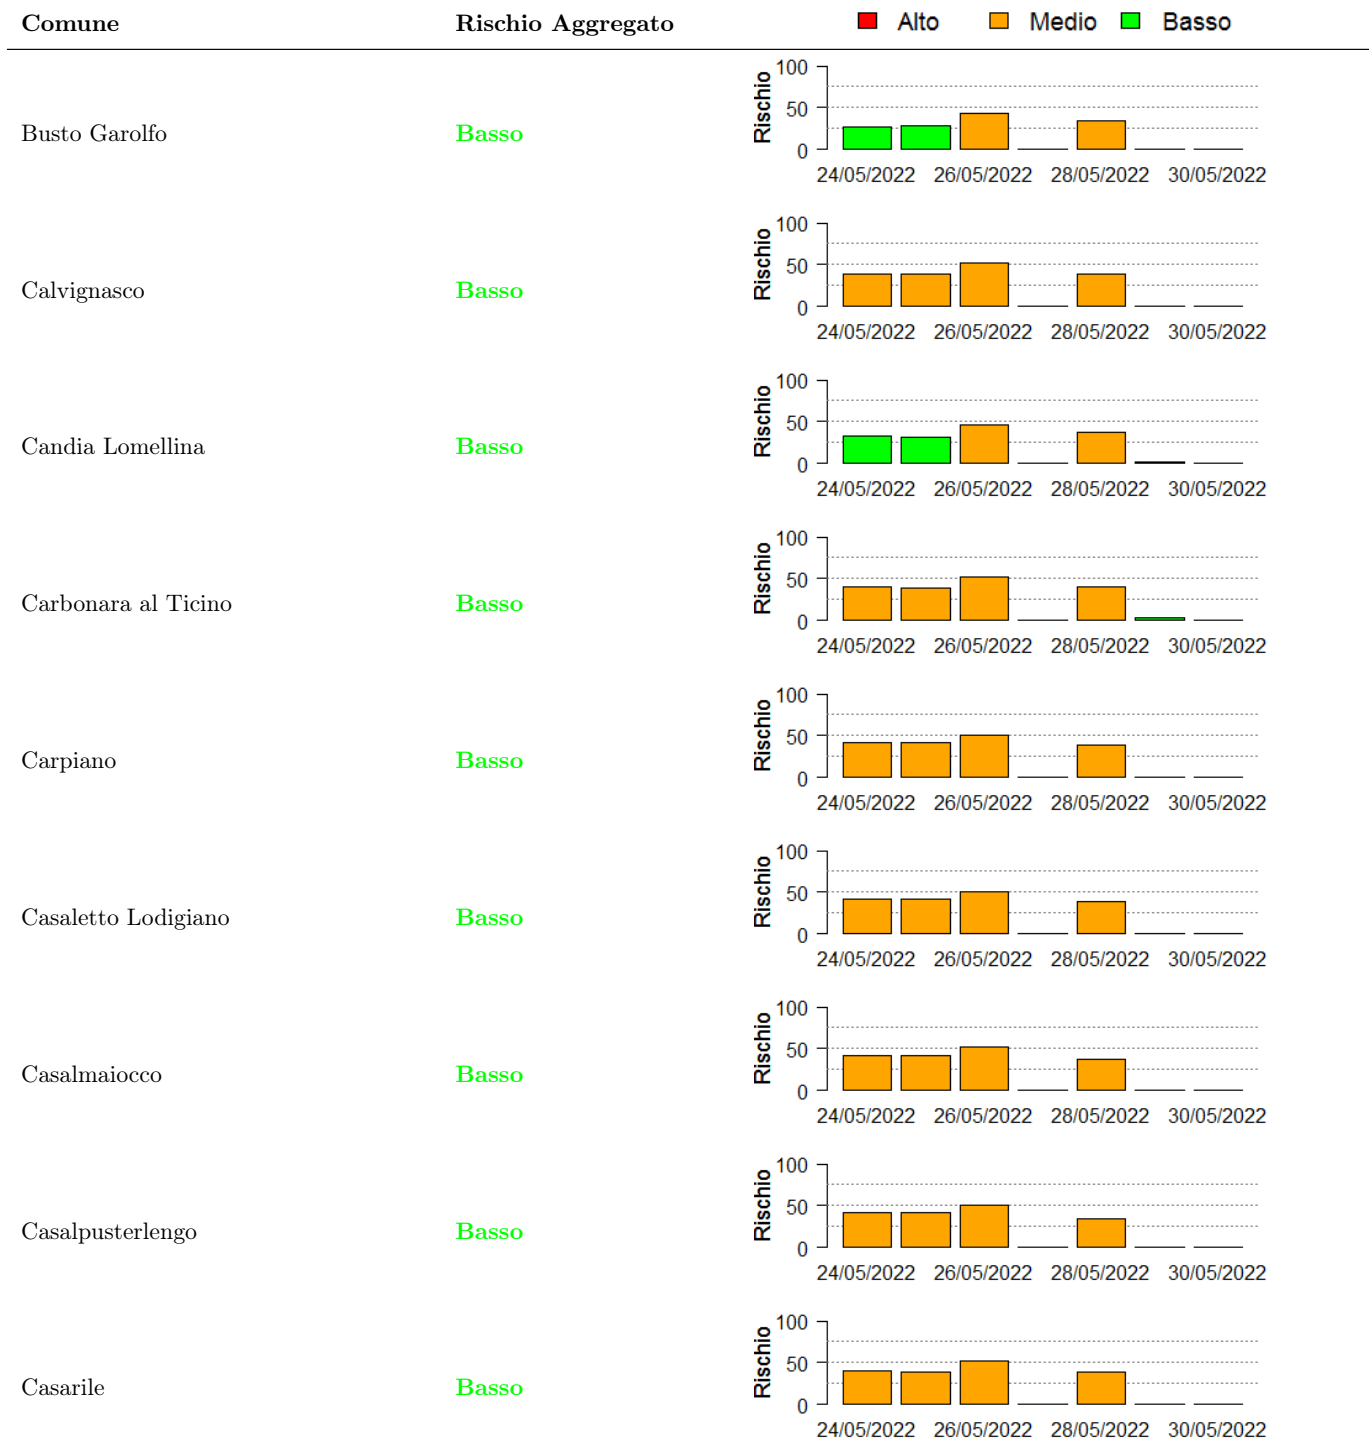 Comune Rischio Aggregato Alto Medio Basso
100
50
0
Rischio
Busto Garolfo Basso
24/05/2022 26/05/2022 28/05/2022 30/05/2022
100
50
0
Rischio
Calvignasco Basso
24/05/2022 26/05/2022 28/05/2022 30/05/2022
100
50
0
Rischio
Candia Lomellina Basso
24/05/2022 26/05/2022 28/05/2022 30/05/2022
100
50
0
Rischio
Carbonara al Ticino Basso
24/05/2022 26/05/2022 28/05/2022 30/05/2022
100
50
0
Rischio
Carpiano Basso
24/05/2022 26/05/2022 28/05/2022 30/05/2022
100
50
0
Rischio
Casaletto Lodigiano Basso
24/05/2022 26/05/2022 28/05/2022 30/05/2022
100
50
0
Rischio
Casalmaiocco Basso
24/05/2022 26/05/2022 28/05/2022 30/05/2022
100
50
0
Rischio
Casalpusterlengo Basso
24/05/2022 26/05/2022 28/05/2022 30/05/2022
100
50
0
Rischio
Casarile Basso
24/05/2022 26/05/2022 28/05/2022 30/05/2022